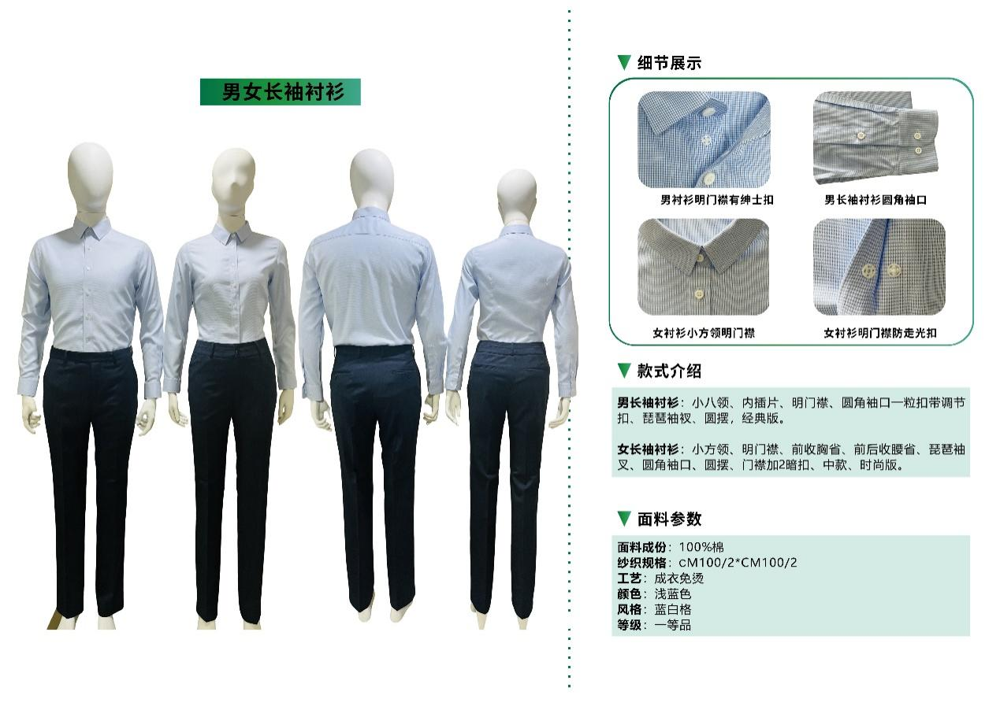 男女长袖衬衫
细节展示
男衬衫明门襟有绅士扣
男长袖衬衫圆角袖口
女衬衫小方领明门襟
女衬衫明门襟防走光扣
款式介绍
男长袖衬衫：小八领、内插片、明门襟、圆角袖口一粒扣带调节
扣、琵琶袖衩、圆摆，经典版。
女长袖衬衫：小方领、明门襟、前收胸省、前后收腰省、琵琶袖
叉、圆角袖口、圆摆、门襟加2暗扣、中款、时尚版。
面料参数
面料成份：100%棉
纱织规格：cM100/2*CM100/2
工艺：成衣免烫
颜色：浅蓝色
风格：蓝白格
等级：一等品